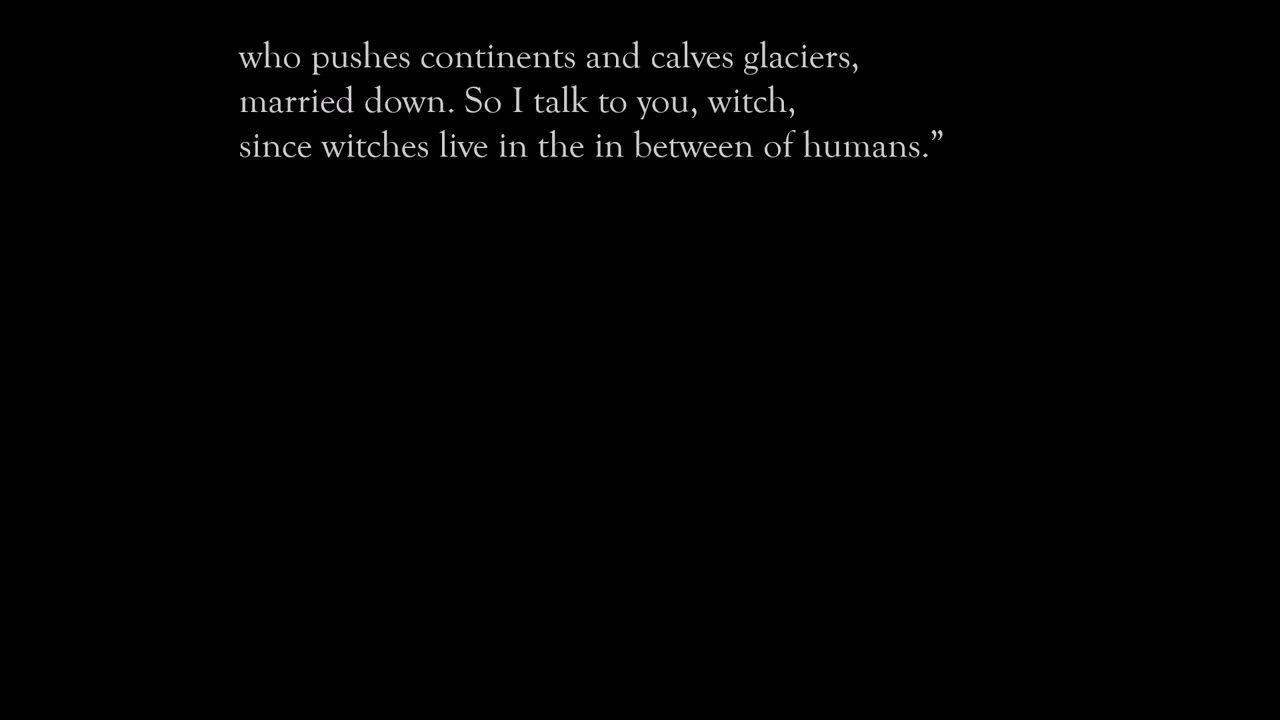 who pushes continents and calves glaciers,
married down. So I talk to you, witch,
since witches live in the in between of humans.”